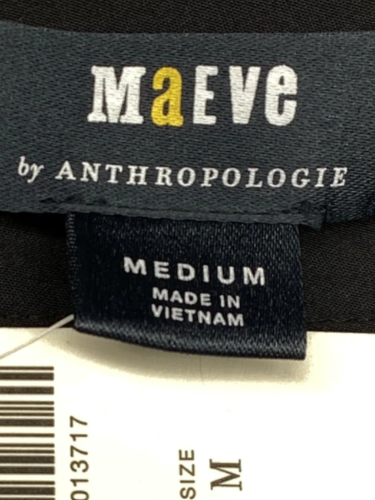 MaEve
by ANTHROPOLOGIE
MEDIUM
MADE IN
VIETNAM
013717
SIZE
M